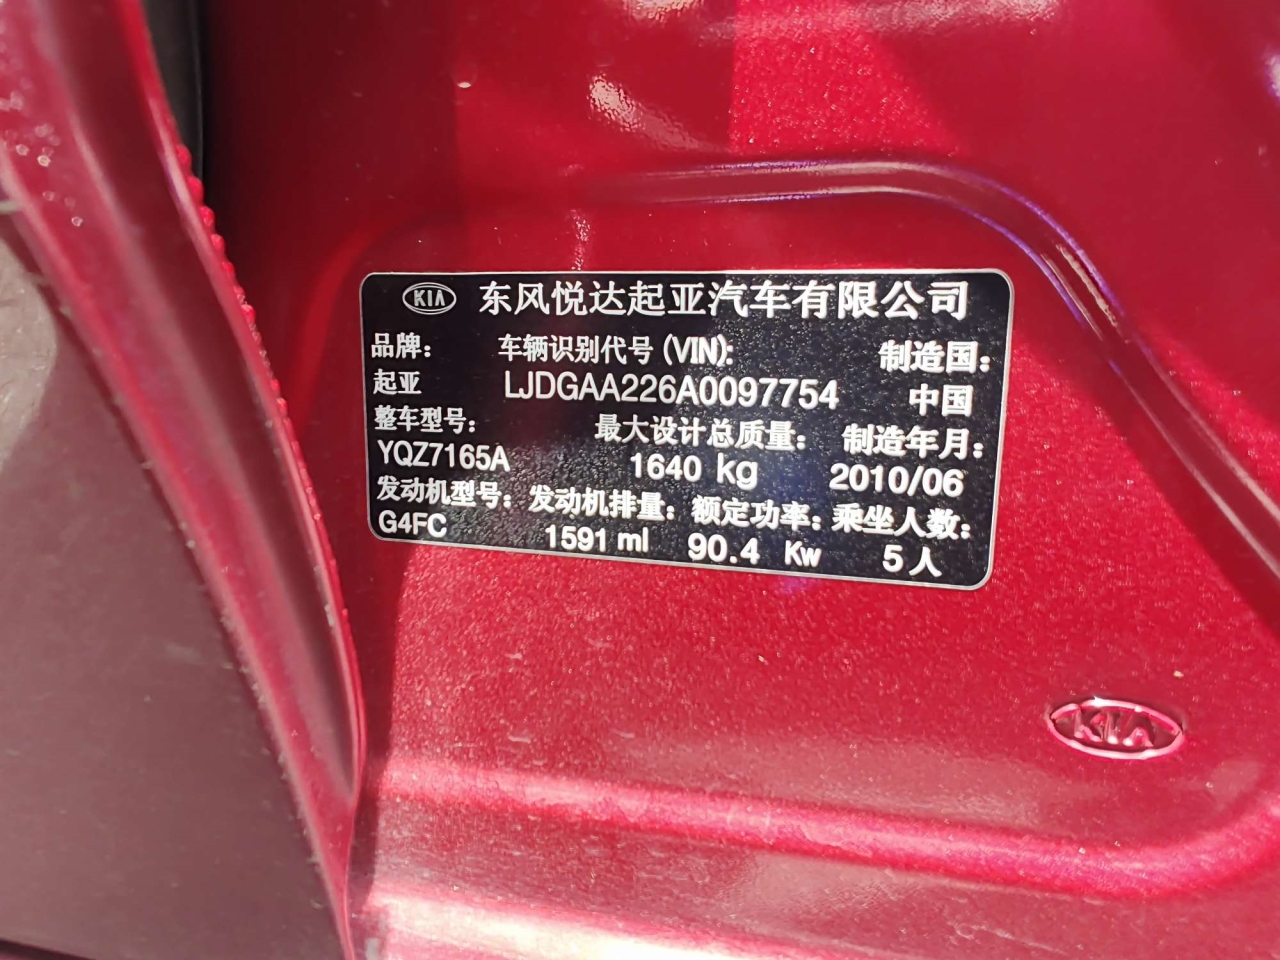 KIA 东风悦达起亚汽车有限公司
品牌： 车辆识别代号(VIN): 制造国：
起亚 LJDGAA226A0097754 中国
整车型号： 最大设计总质量： 制造年月：
YQZ7165A 1640 kg 2010/06
发动机型号： 发动机排量： 额定功率： 乘坐人数：
G4FC 1591 ml 90.4 Kw 5人
KIA